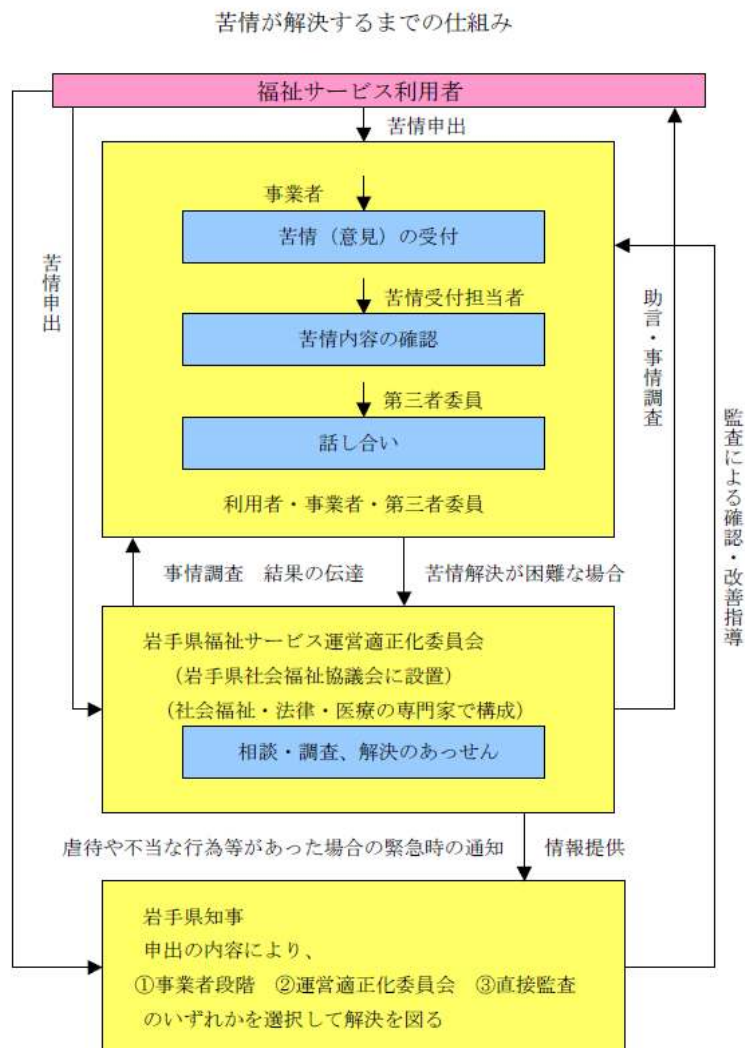 苦情が解決するまでの仕組み
福祉サービス利用者
苦情申出
事業者
苦情（意見）の受付
苦情受付担当者
苦情内容の確認
第三者委員
話し合い
利用者・事業者・第三者委員
苦情申出
助言・事情調査
監査による確認・改善指導
事情調査　結果の伝達
苦情解決が困難な場合
岩手県福祉サービス運営適正化委員会
（岩手県社会福祉協議会に設置）
（社会福祉・法律・医療の専門家で構成）
相談・調査、解決のあっせん
虐待や不当な行為等があった場合の緊急時の通知
情報提供
岩手県知事
申出の内容により、
①事業者段階　②運営適正化委員会　③直接監査
のいずれかを選択して解決を図る